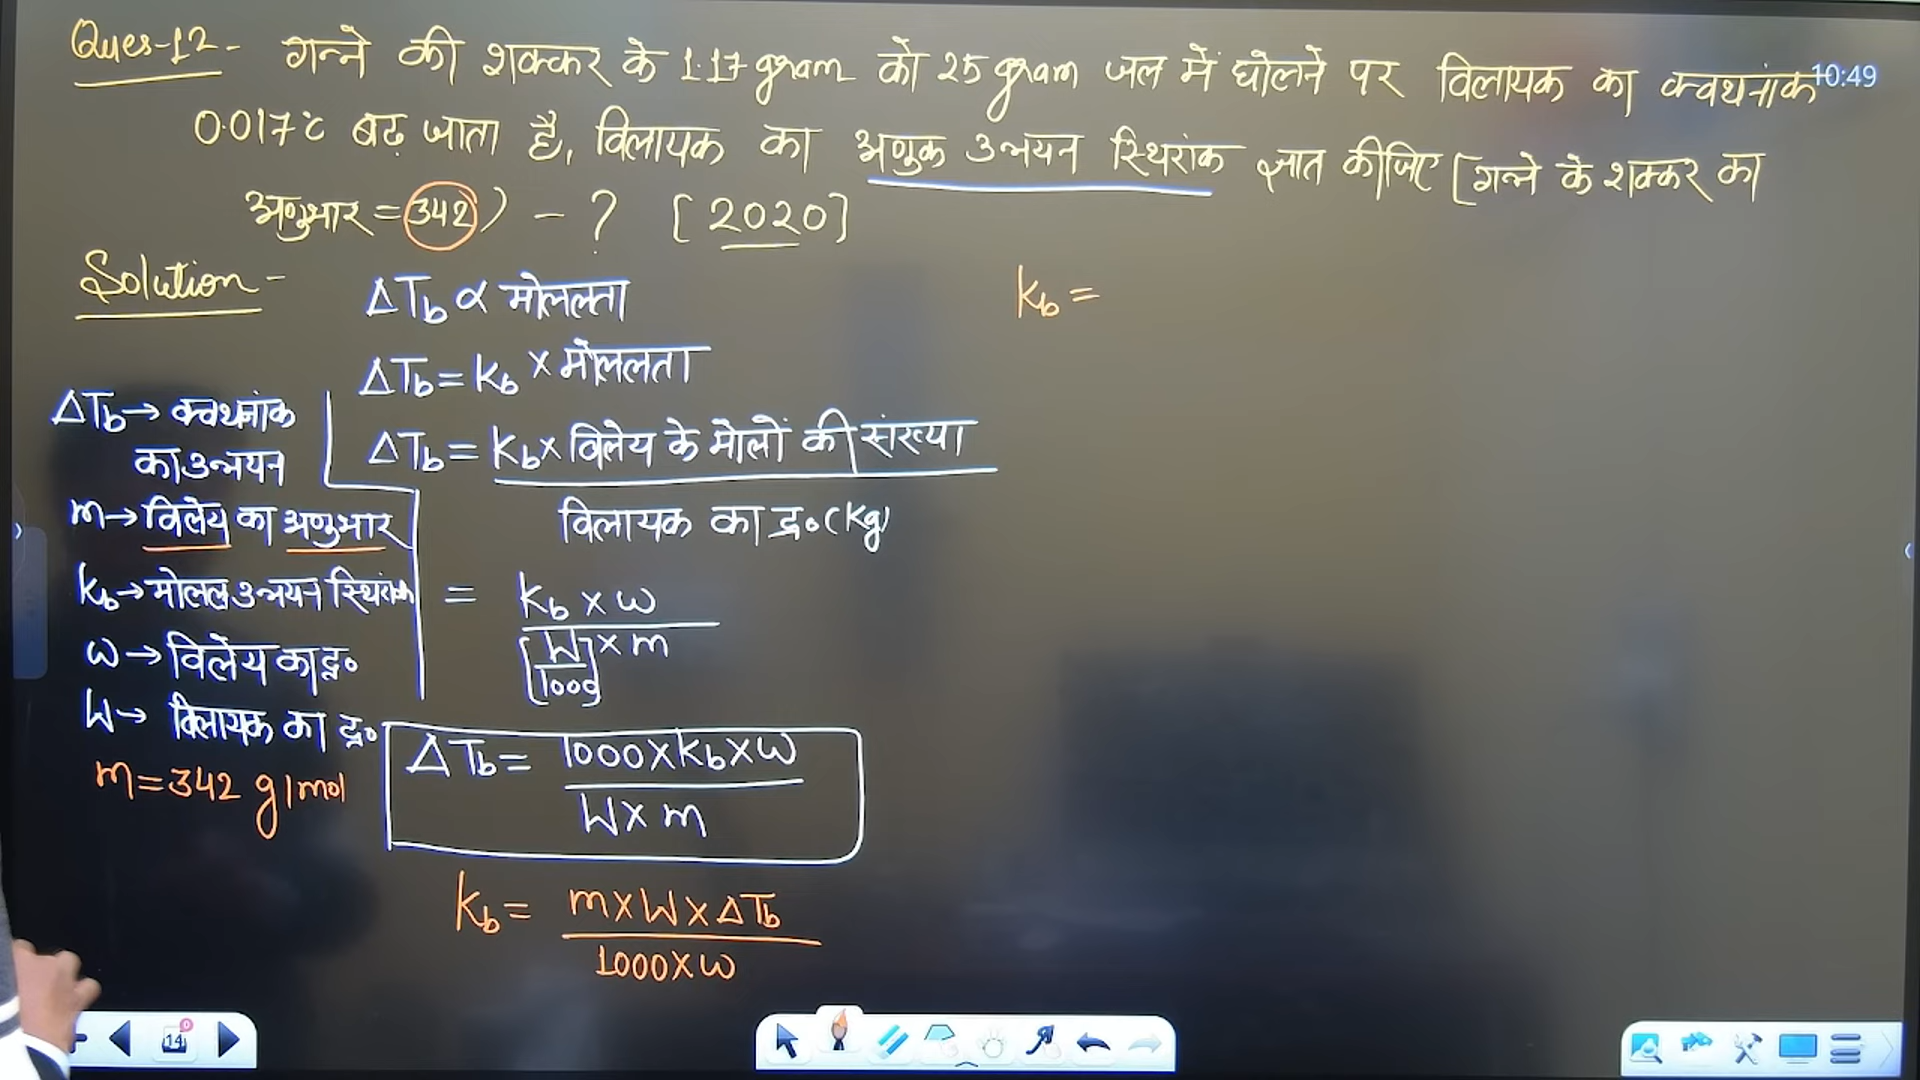 Ques-12- गन्ने की शक्कर के 1.17 gram को 25 gram जल में घोलने पर विलायक का क्वथनांक
10:49
0.017℃ बढ़ जाता है, विलायक का अणुक उन्नयन स्थिरांक ज्ञात कीजिए [गन्ने के शक्कर का
अणुभार = 342) - ? [2020]
Solution -
ΔTb ∝ मोललता
Kb =
ΔTb = Kb × मोललता
ΔTb → क्वथनांक
का उन्नयन
ΔTb = Kb × विलेय के मोलों की संख्या
विलायक का द्र० (Kg)
m → विलेय का अणुभार
Kb → मोलल उन्नयन स्थिरांक
= Kb × w
[W/1000] × m
w → विलेय का द्र०
W → विलायक का द्र०
ΔTb = 1000 × Kb × w
W × m
m = 342 g/mol
Kb = m × W × ΔTb
1000 × w
14
0